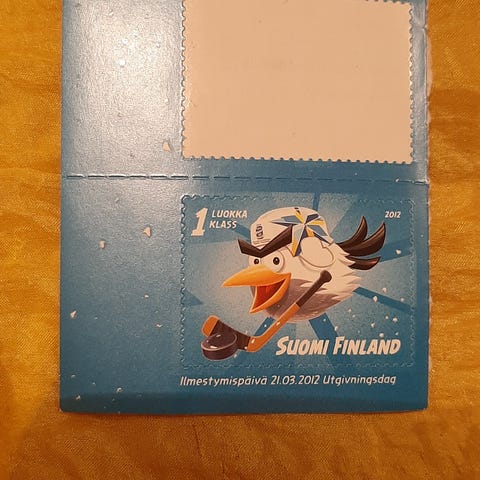 1 LUOKKA
KLASS
2012
SUOMI FINLAND
Ilmestymispäivä 21.03.2012 Utgivningsdag